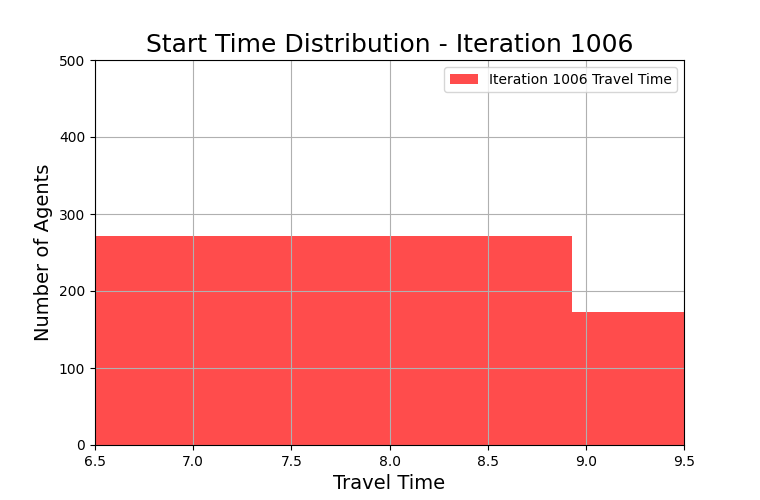 Start Time Distribution - Iteration 1006
500
Iteration 1006 Travel Time
400
300
200
100
0
Number of Agents
6.5 7.0 7.5 8.0 8.5 9.0 9.5
Travel Time